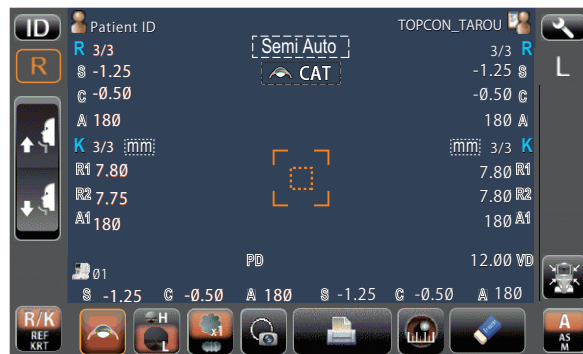 ID Patient ID TOPCON_TAROU
R 3/3 Semi Auto 3/3 R
R S -1.25 CAT -1.25 S L
C -0.50 -0.50 C
A 180 180 A
K 3/3 mm mm 3/3 K
R1 7.80 7.80 R1
R2 7.75 7.80 R2
A1 180 180 A1
01 PD 12.00 VD
S -1.25 C -0.50 A 180 S -1.25 C -0.50 A 180
R/K H x1 A
REF L AS
KRT M